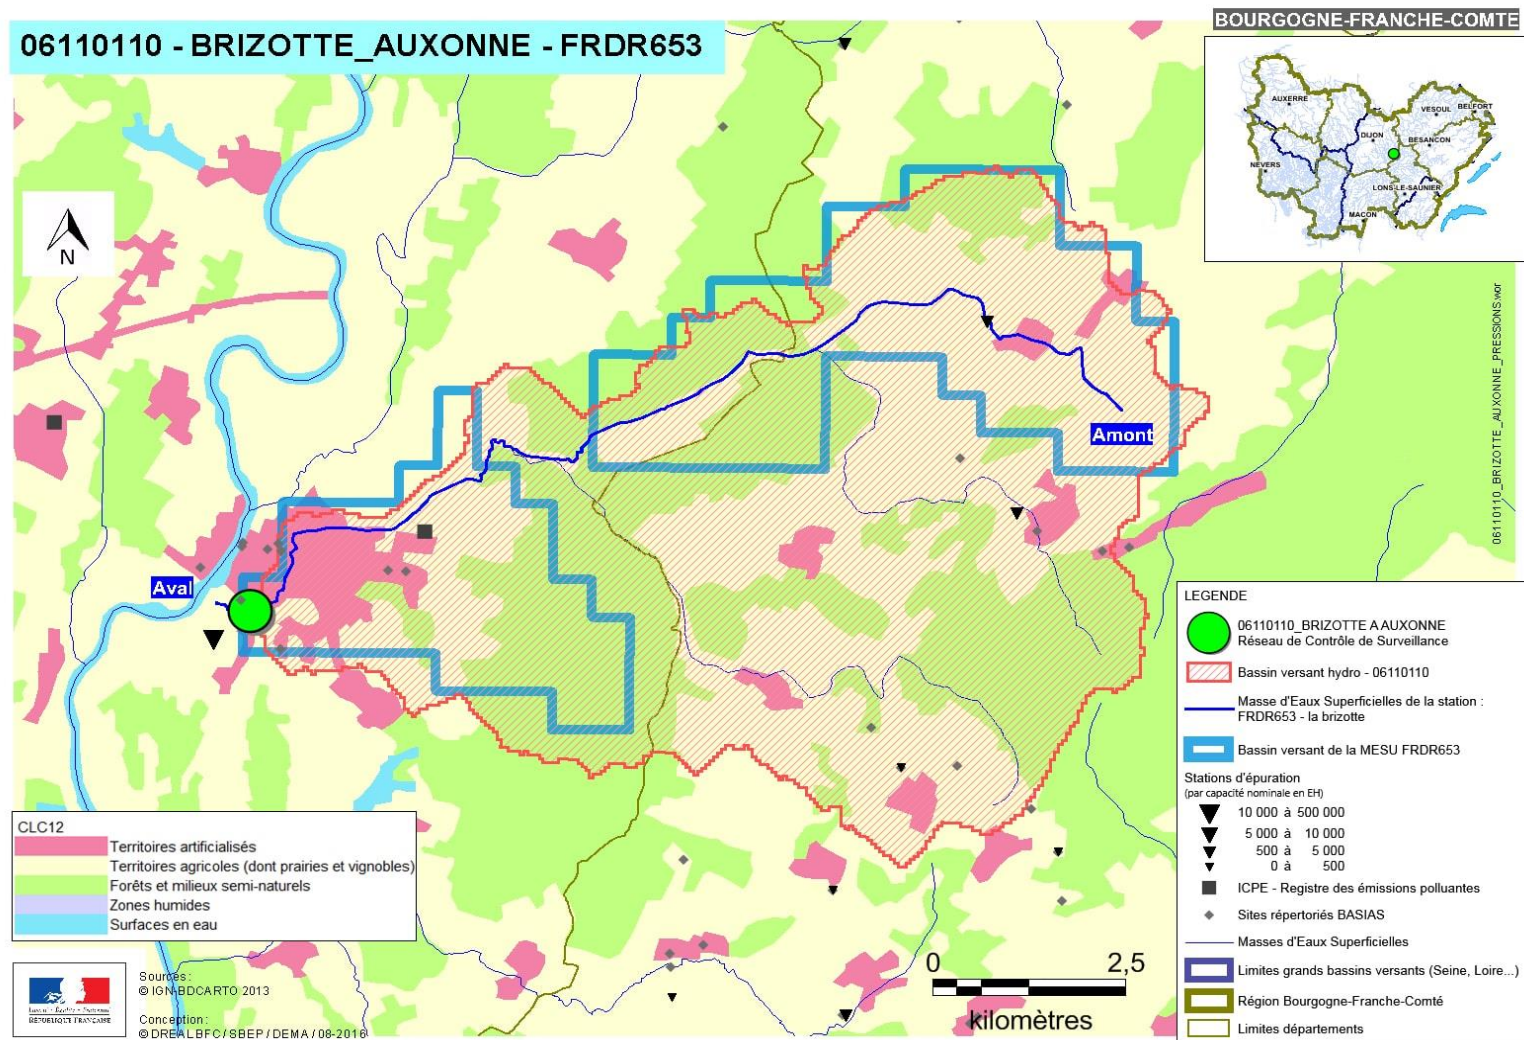 06110110 - BRIZOTTE_AUXONNE - FRDR653
BOURGOGNE-FRANCHE-COMTE
AUXERRE
VESOUL
BELFORT
DIJON
BESANCON
NEVERS
LONS-LE-SAUNIER
MACON
N
Amont
Aval
06110110_BRIZOTTE_AUXONNE_PRESSIONS.wor
LEGENDE
06110110_BRIZOTTE A AUXONNE
Réseau de Contrôle de Surveillance
Bassin versant hydro - 06110110
Masse d'Eaux Superficielles de la station :
FRDR653 - la brizotte
Bassin versant de la MESU FRDR653
Stations d'épuration
(par capacité nominale en EH)
10 000 à 500 000
5 000 à 10 000
500 à 5 000
0 à 500
ICPE - Registre des émissions polluantes
Sites répertoriés BASIAS
Masses d'Eaux Superficielles
Limites grands bassins versants (Seine, Loire...)
Région Bourgogne-Franche-Comté
Limites départements
CLC12
Territoires artificialisés
Territoires agricoles (dont prairies et vignobles)
Forêts et milieux semi-naturels
Zones humides
Surfaces en eau
0 2,5
kilomètres
Liberté • Égalité • Fraternité
RÉPUBLIQUE FRANÇAISE
Sources :
© IGN-BDCARTO 2013
Conception :
© DREAL BFC / SBEP / DEMA / 08-2016